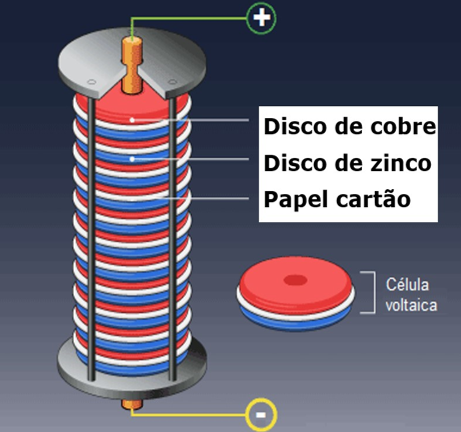 +
Disco de cobre
Disco de zinco
Papel cartão
Célula
voltaica
-